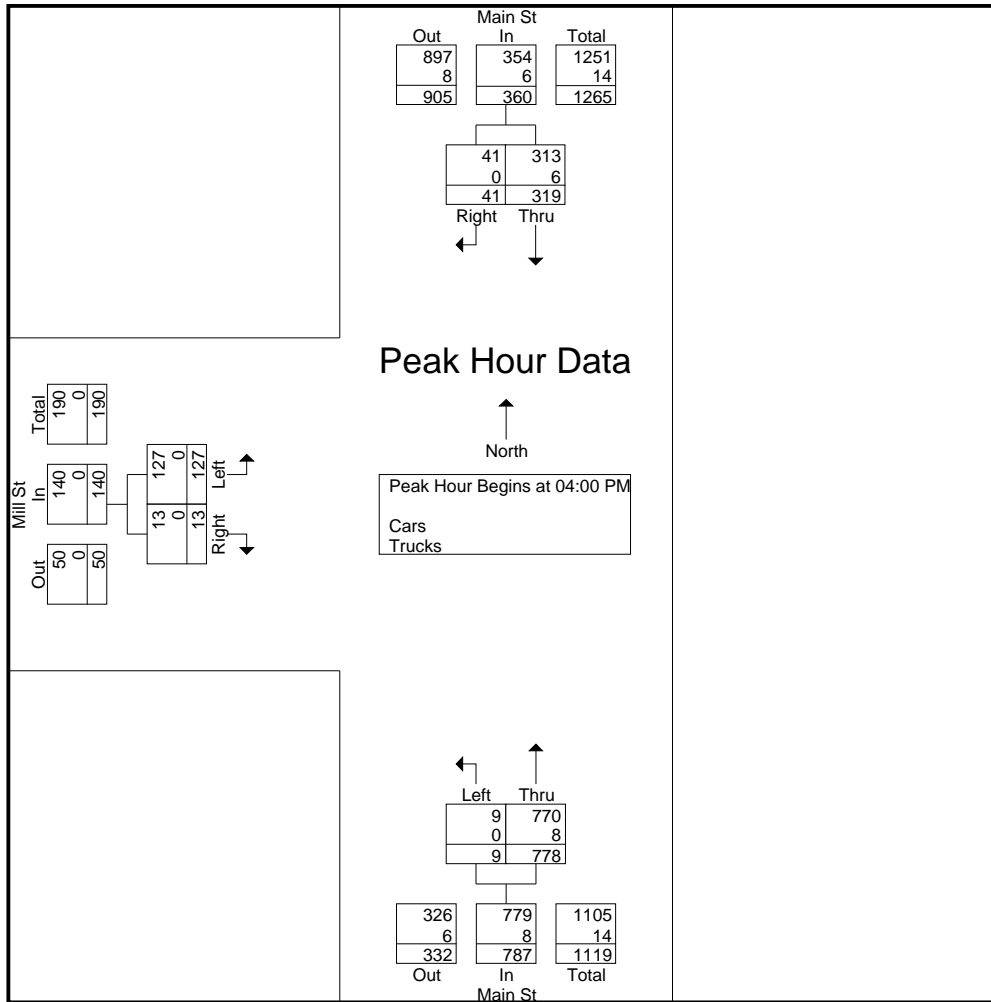 Main St
Out In Total
897 354 1251
8 6 14
905 360 1265
41 313
0 6
41 319
Right Thru
Peak Hour Data
North
Peak Hour Begins at 04:00 PM
Cars
Trucks
Mill St
Out In Total
50 140 190
0 0 0
50 140 190
13 127
0 0
13 127
Right Left
Left Thru
9 770
0 8
9 778
326 779 1105
6 8 14
332 787 1119
Out In Total
Main St